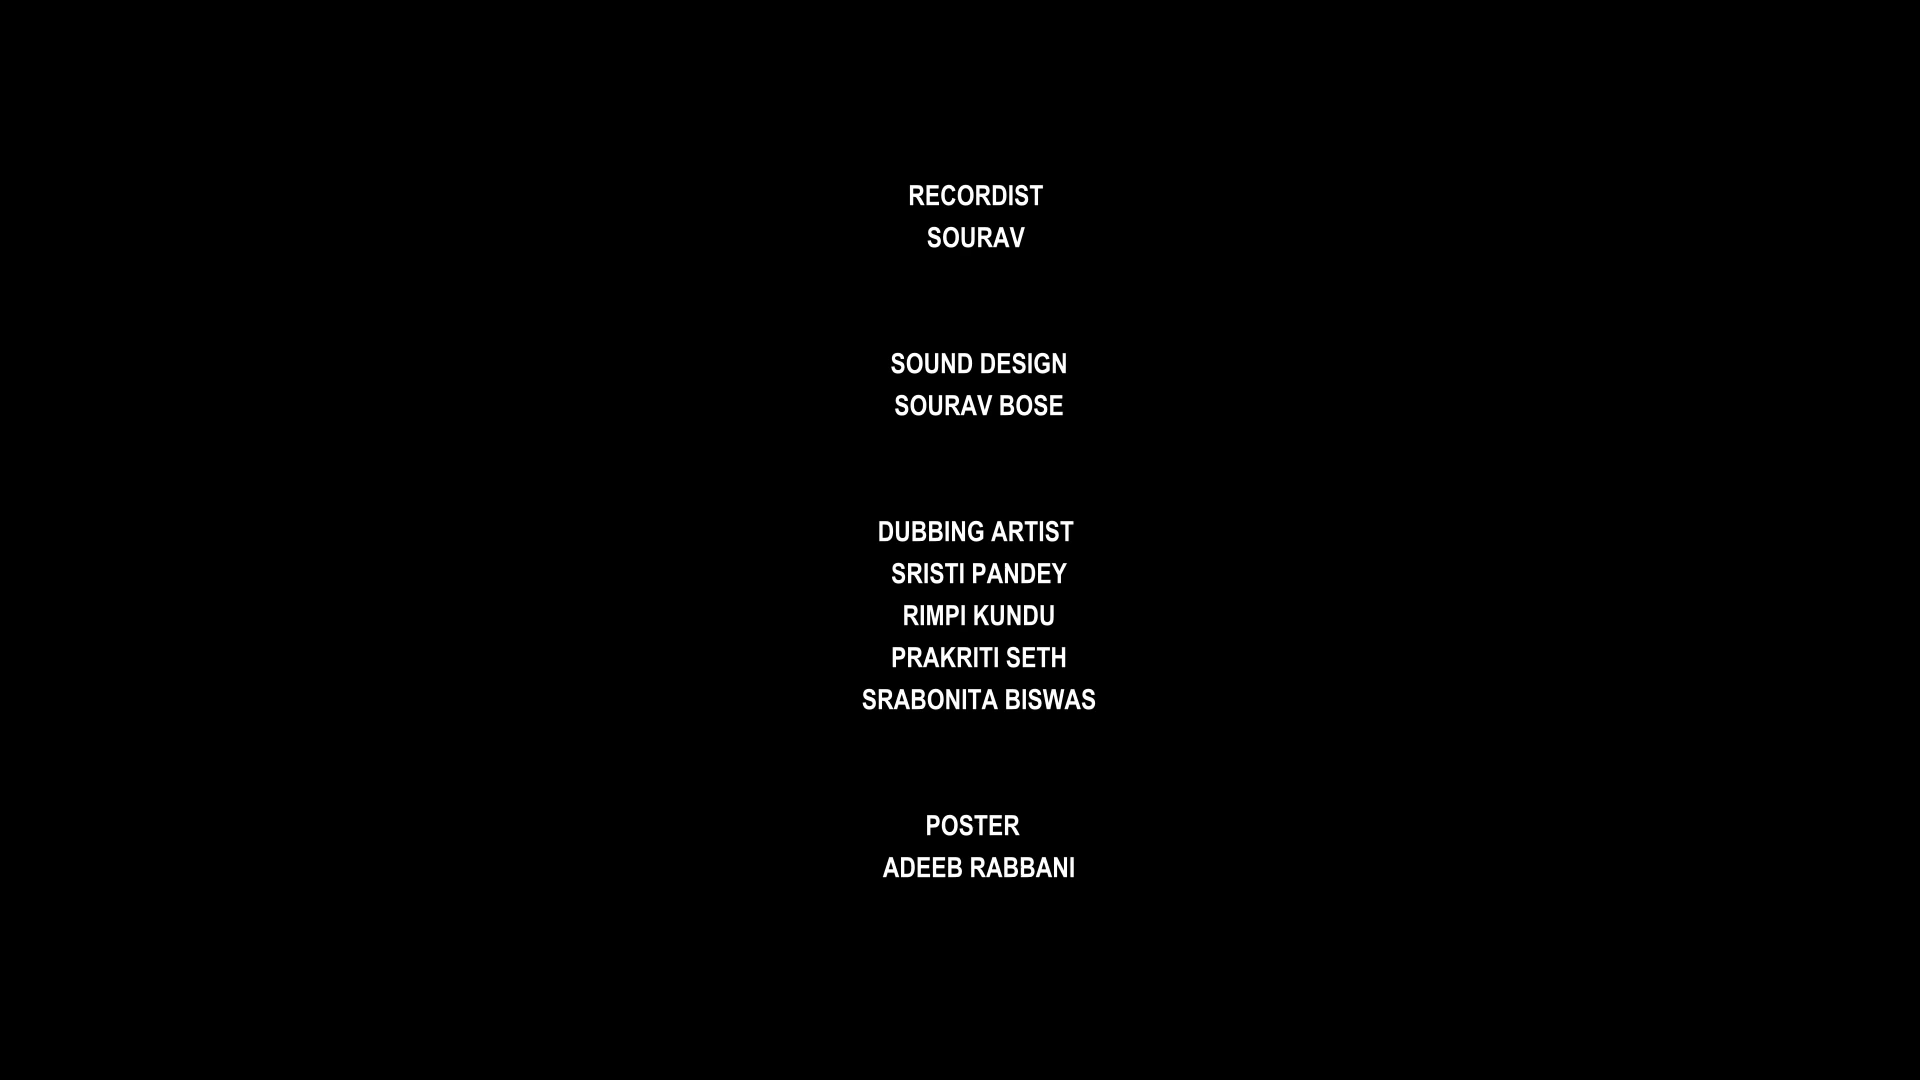 RECORDIST
SOURAV
SOUND DESIGN
SOURAV BOSE
DUBBING ARTIST
SRISTI PANDEY
RIMPI KUNDU
PRAKRITI SETH
SRABONITA BISWAS
POSTER
ADEEB RABBANI